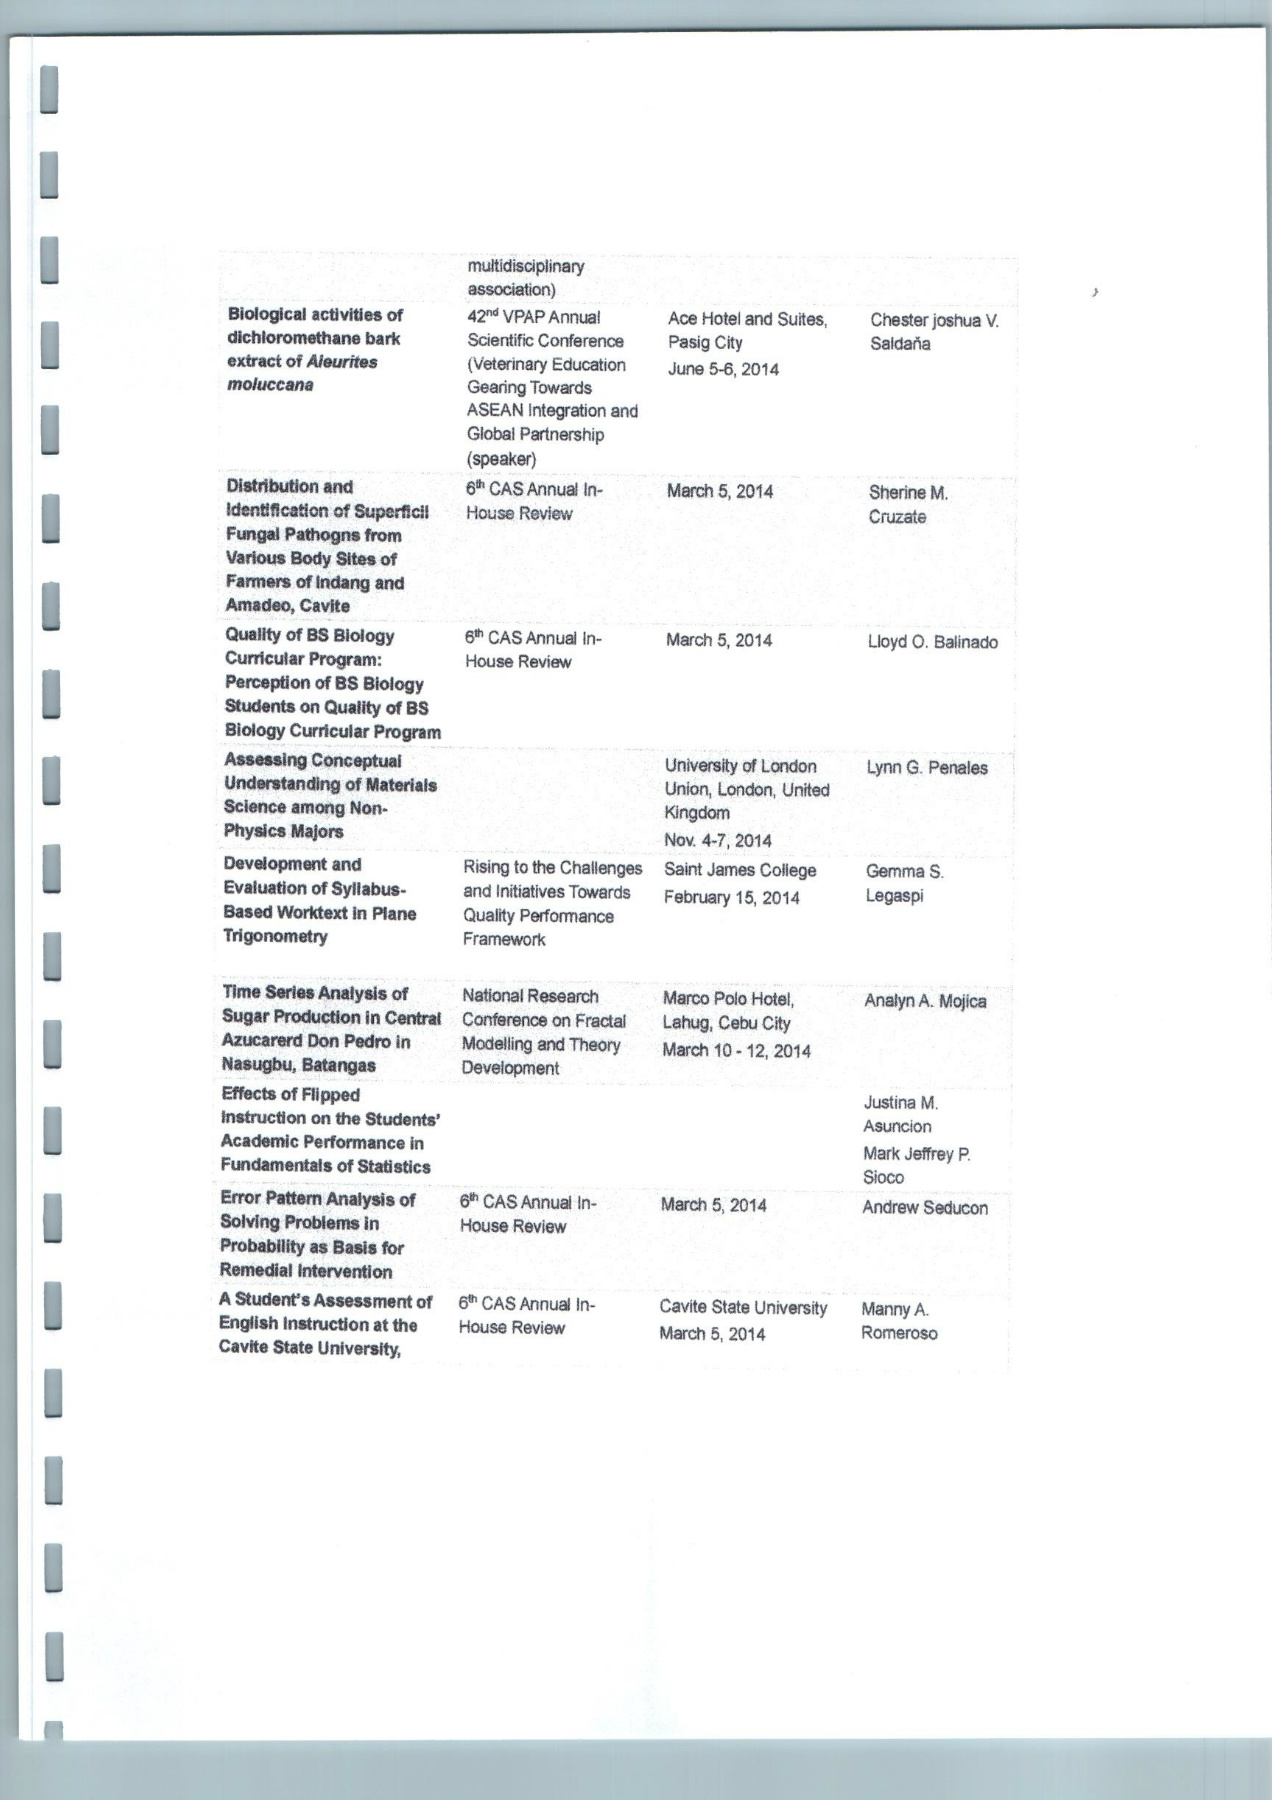 multidisciplinary
association)
Biological activities of
dichloromethane bark
extract of Aleurites
moluccana
42nd VPAP Annual
Scientific Conference
(Veterinary Education
Gearing Towards
ASEAN Integration and
Global Partnership
(speaker)
Ace Hotel and Suites,
Pasig City
June 5-6, 2014
Chester joshua V.
Saldaña
Distribution and
Identification of Superficil
Fungal Pathogns from
Various Body Sites of
Farmers of Indang and
Amadeo, Cavite
6th CAS Annual In-
House Review
March 5, 2014
Sherine M.
Cruzate
Quality of BS Biology
Curricular Program:
Perception of BS Biology
Students on Quality of BS
Biology Curricular Program
6th CAS Annual In-
House Review
March 5, 2014
Lloyd O. Balinado
Assessing Conceptual
Understanding of Materials
Science among Non-
Physics Majors
University of London
Union, London, United
Kingdom
Nov. 4-7, 2014
Lynn G. Penales
Development and
Evaluation of Syllabus-
Based Worktext in Plane
Trigonometry
Rising to the Challenges
and Initiatives Towards
Quality Performance
Framework
Saint James College
February 15, 2014
Gemma S.
Legaspi
Time Series Analysis of
Sugar Production in Central
Azucarerd Don Pedro in
Nasugbu, Batangas
National Research
Conference on Fractal
Modelling and Theory
Development
Marco Polo Hotel,
Lahug, Cebu City
March 10 - 12, 2014
Analyn A. Mojica
Effects of Flipped
Instruction on the Students'
Academic Performance in
Fundamentals of Statistics
Justina M.
Asuncion
Mark Jeffrey P.
Sioco
Error Pattern Analysis of
Solving Problems in
Probability as Basis for
Remedial Intervention
6th CAS Annual In-
House Review
March 5, 2014
Andrew Seducon
A Student's Assessment of
English Instruction at the
Cavite State University,
6th CAS Annual In-
House Review
Cavite State University
March 5, 2014
Manny A.
Romeroso